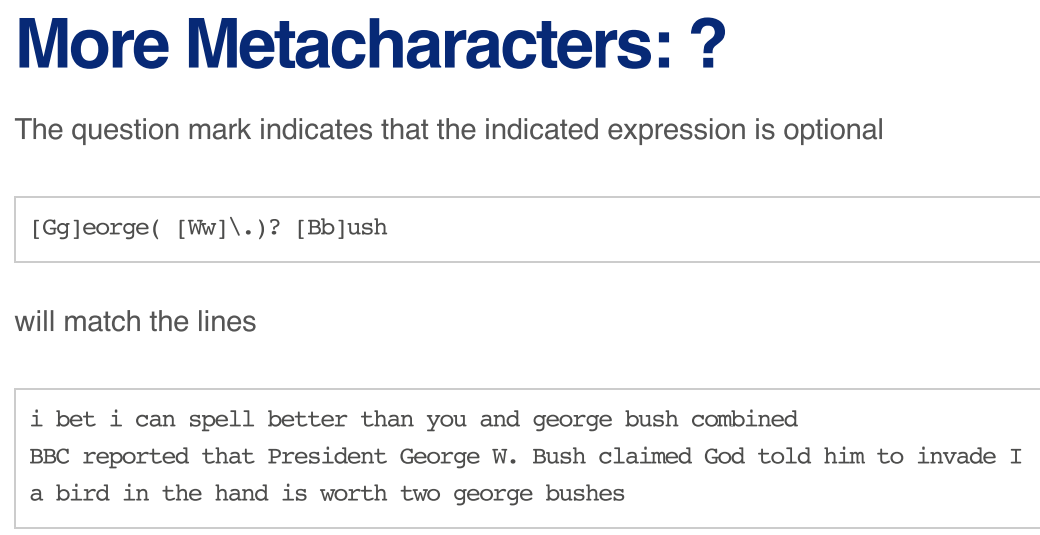 More Metacharacters: ?
The question mark indicates that the indicated expression is optional
[Gg]eorge( [Ww]\.)? [Bb]ush
will match the lines
i bet i can spell better than you and george bush combined
BBC reported that President George W. Bush claimed God told him to invade I
a bird in the hand is worth two george bushes